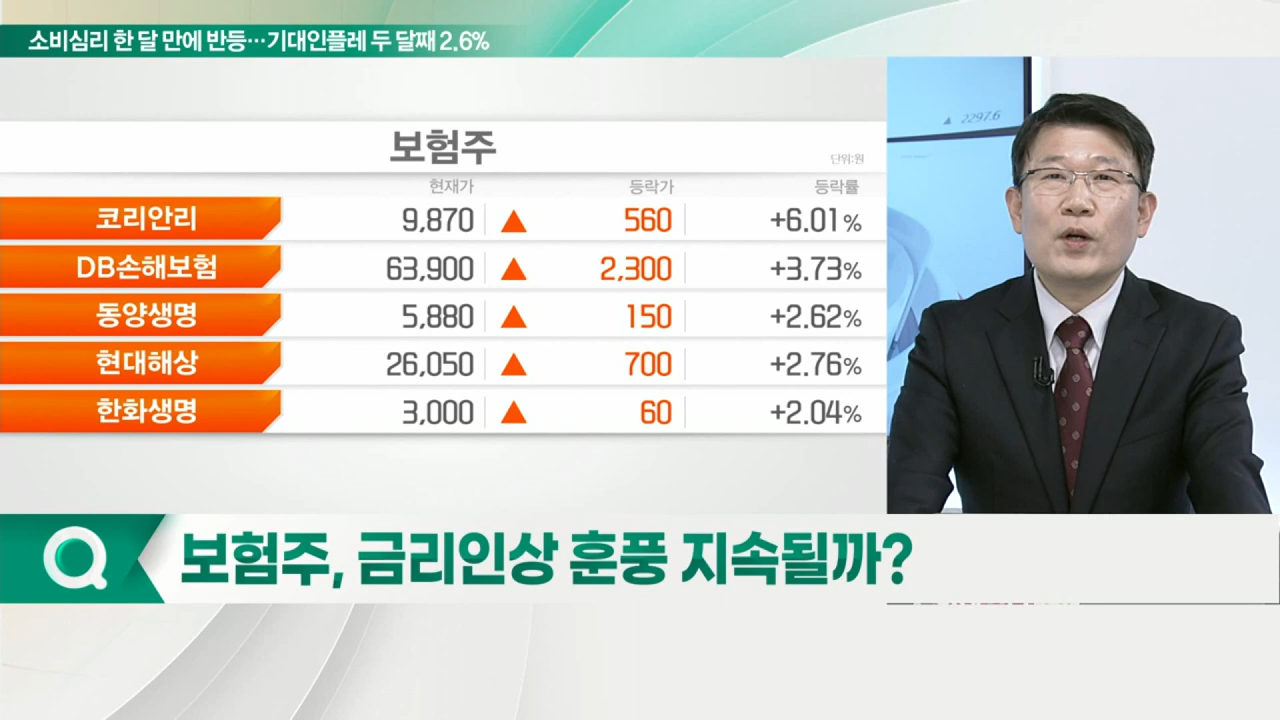 소비심리 한 달 만에 반등…기대인플레 두 달째 2.6%
▲ 2297.6
보험주
단위:원
현재가 등락가 등락률
코리안리 9,870 ▲ 560 +6.01%
DB손해보험 63,900 ▲ 2,300 +3.73%
동양생명 5,880 ▲ 150 +2.62%
현대해상 26,050 ▲ 700 +2.76%
한화생명 3,000 ▲ 60 +2.04%
Q 보험주, 금리인상 훈풍 지속될까?